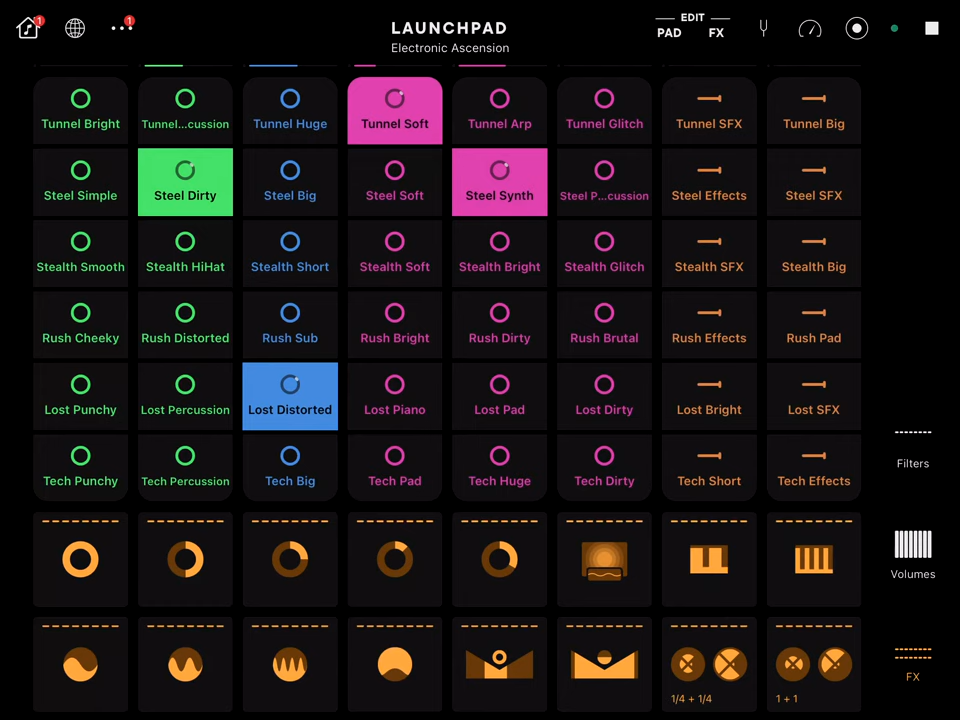 1
1
LAUNCHPAD
Electronic Ascension
EDIT
PAD FX
Tunnel Bright Tunnel...cussion Tunnel Huge Tunnel Soft Tunnel Arp Tunnel Glitch Tunnel SFX Tunnel Big
Steel Simple Steel Dirty Steel Big Steel Soft Steel Synth Steel P...cussion Steel Effects Steel SFX
Stealth Smooth Stealth HiHat Stealth Short Stealth Soft Stealth Bright Stealth Glitch Stealth SFX Stealth Big
Rush Cheeky Rush Distorted Rush Sub Rush Bright Rush Dirty Rush Brutal Rush Effects Rush Pad
Lost Punchy Lost Percussion Lost Distorted Lost Piano Lost Pad Lost Dirty Lost Bright Lost SFX
Filters
Tech Punchy Tech Percussion Tech Big Tech Pad Tech Huge Tech Dirty Tech Short Tech Effects
Volumes
FX
1/4 + 1/4 1 + 1